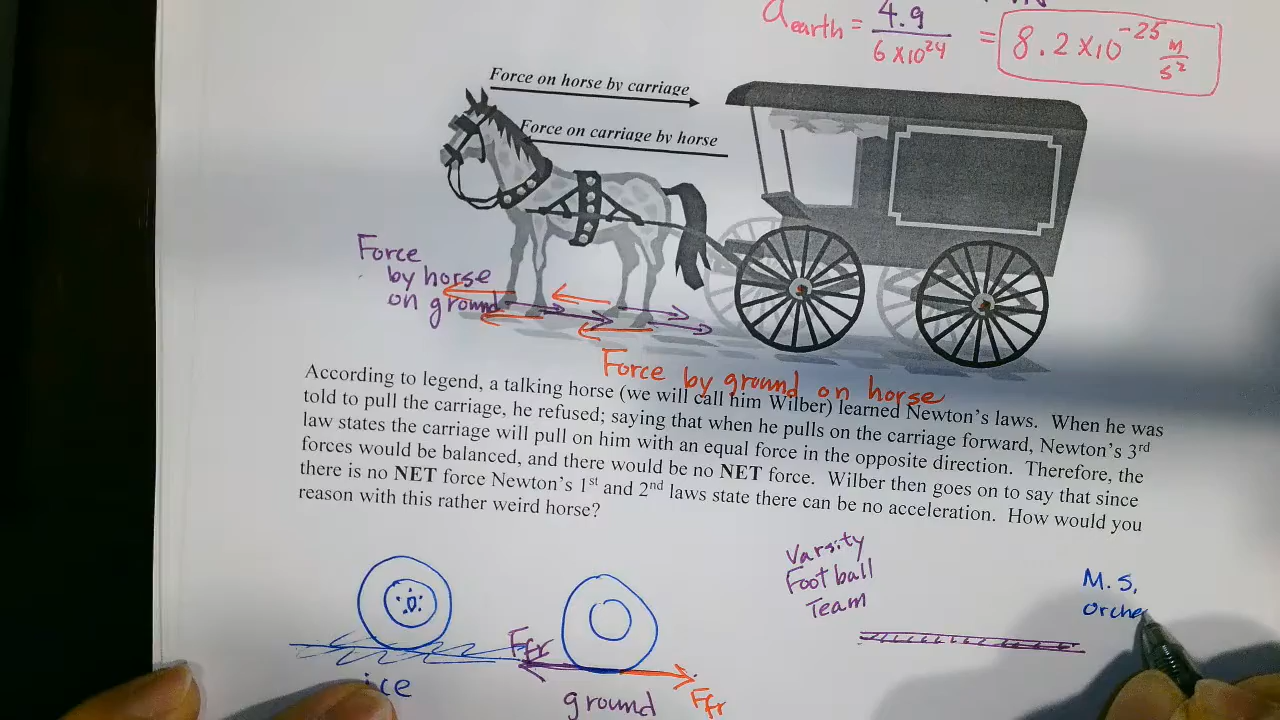 a earth = 4.9 / 6 x 10^24 = 8.2 x 10^-25 m/s^2
Force on horse by carriage
Force on carriage by horse
Force
by horse
on ground
Force by ground on horse
According to legend, a talking horse (we will call him Wilber) learned Newton's laws. When he was
told to pull the carriage, he refused; saying that when he pulls on the carriage forward, Newton's 3rd
law states the carriage will pull on him with an equal force in the opposite direction. Therefore, the
forces would be balanced, and there would be no NET force. Wilber then goes on to say that since
there is no NET force Newton's 1st and 2nd laws state there can be no acceleration. How would you
reason with this rather weird horse?
Varsity
Football
Team
M.S.
Orche
Ffr
Ffr
ice
ground